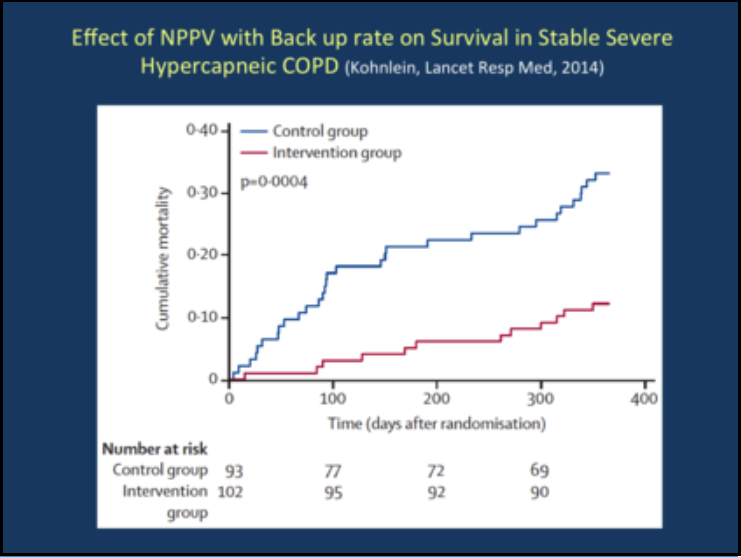 Effect of NPPV with Back up rate on Survival in Stable Severe
Hypercapneic COPD (Kohnlein, Lancet Resp Med, 2014)
0·40
Control group
Intervention group
p=0·0004
0·30
0·20
0·10
0
Cumulative mortality
0 100 200 300 400
Time (days after randomisation)
Number at risk
Control group 93 77 72 69
Intervention 102 95 92 90
group